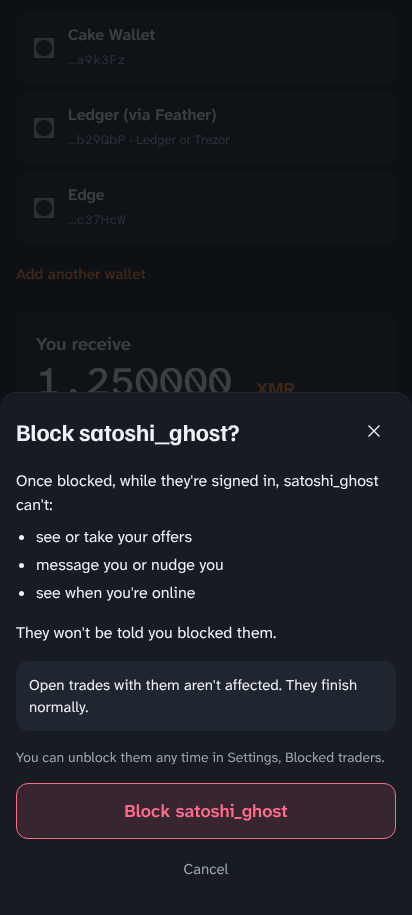 Cake Wallet
…a9k3Fz
Ledger (via Feather)
…b29QbP · Ledger or Trezor
Edge
…c37HcW
Add another wallet
You receive
1.250000 XMR
Block satoshi_ghost?
Once blocked, while they're signed in, satoshi_ghost
can't:
• see or take your offers
• message you or nudge you
• see when you're online
They won't be told you blocked them.
Open trades with them aren't affected. They finish
normally.
You can unblock them any time in Settings, Blocked traders.
Block satoshi_ghost
Cancel